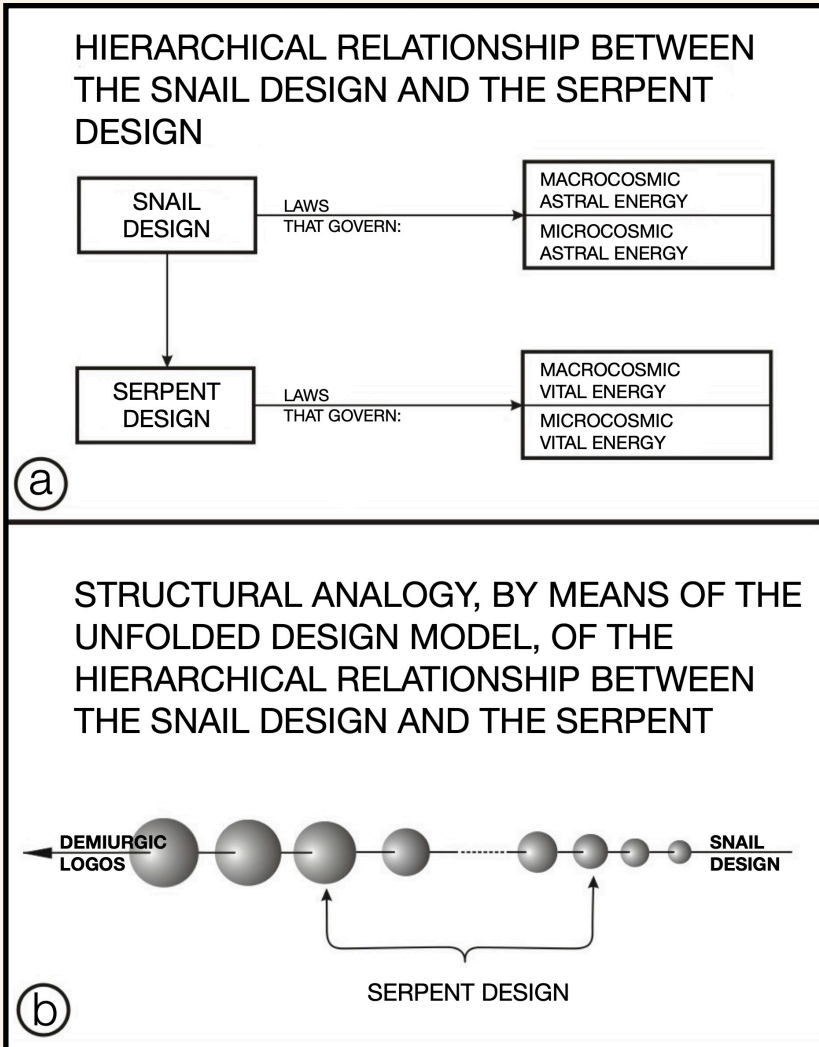 HIERARCHICAL RELATIONSHIP BETWEEN
THE SNAIL DESIGN AND THE SERPENT
DESIGN
SNAIL
DESIGN
LAWS
THAT GOVERN:
MACROCOSMIC
ASTRAL ENERGY
MICROCOSMIC
ASTRAL ENERGY
SERPENT
DESIGN
LAWS
THAT GOVERN:
MACROCOSMIC
VITAL ENERGY
MICROCOSMIC
VITAL ENERGY
a
STRUCTURAL ANALOGY, BY MEANS OF THE
UNFOLDED DESIGN MODEL, OF THE
HIERARCHICAL RELATIONSHIP BETWEEN
THE SNAIL DESIGN AND THE SERPENT
DEMIURGIC
LOGOS
SNAIL
DESIGN
SERPENT DESIGN
b